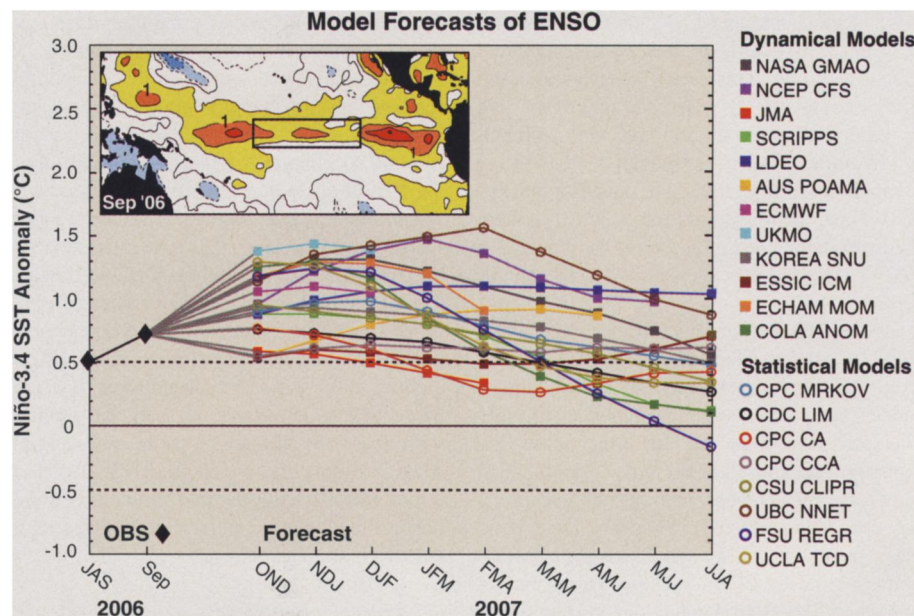 Model Forecasts of ENSO
Niño-3.4 SST Anomaly (°C)
3.0
2.5
2.0
1.5
1.0
0.5
0
-0.5
-1.0
1
1
1
Sep '06
OBS
Forecast
JAS
Sep
OND
NDJ
DJF
JFM
FMA
MAM
AMJ
MJJ
JJA
2006
2007
Dynamical Models
NASA GMAO
NCEP CFS
JMA
SCRIPPS
LDEO
AUS POAMA
ECMWF
UKMO
KOREA SNU
ESSIC ICM
ECHAM MOM
COLA ANOM
Statistical Models
CPC MRKOV
CDC LIM
CPC CA
CPC CCA
CSU CLIPR
UBC NNET
FSU REGR
UCLA TCD